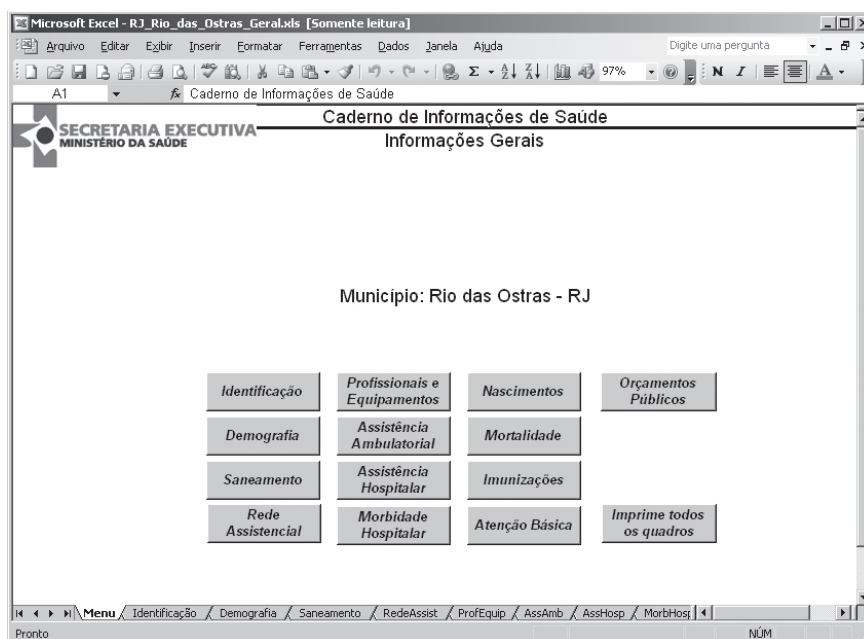 Microsoft Excel - RJ_Rio_das_Ostras_Geral.xls [Somente leitura]
Arquivo Editar Exibir Inserir Formatar Ferramentas Dados Janela Ajuda Digite uma pergunta
97% N I A
A1 fx Caderno de Informações de Saúde
SECRETARIA EXECUTIVA
MINISTÉRIO DA SAÚDE
Caderno de Informações de Saúde
Informações Gerais
Município: Rio das Ostras - RJ
Identificação
Profissionais e
Equipamentos
Nascimentos
Orçamentos
Públicos
Demografia
Assistência
Ambulatorial
Mortalidade
Saneamento
Assistência
Hospitalar
Imunizações
Rede
Assistencial
Morbidade
Hospitalar
Atenção Básica
Imprime todos
os quadros
Menu / Identificação / Demografia / Saneamento / RedeAssist / ProfEquip / AssAmb / AssHosp / MorbHosp
Pronto NÚM